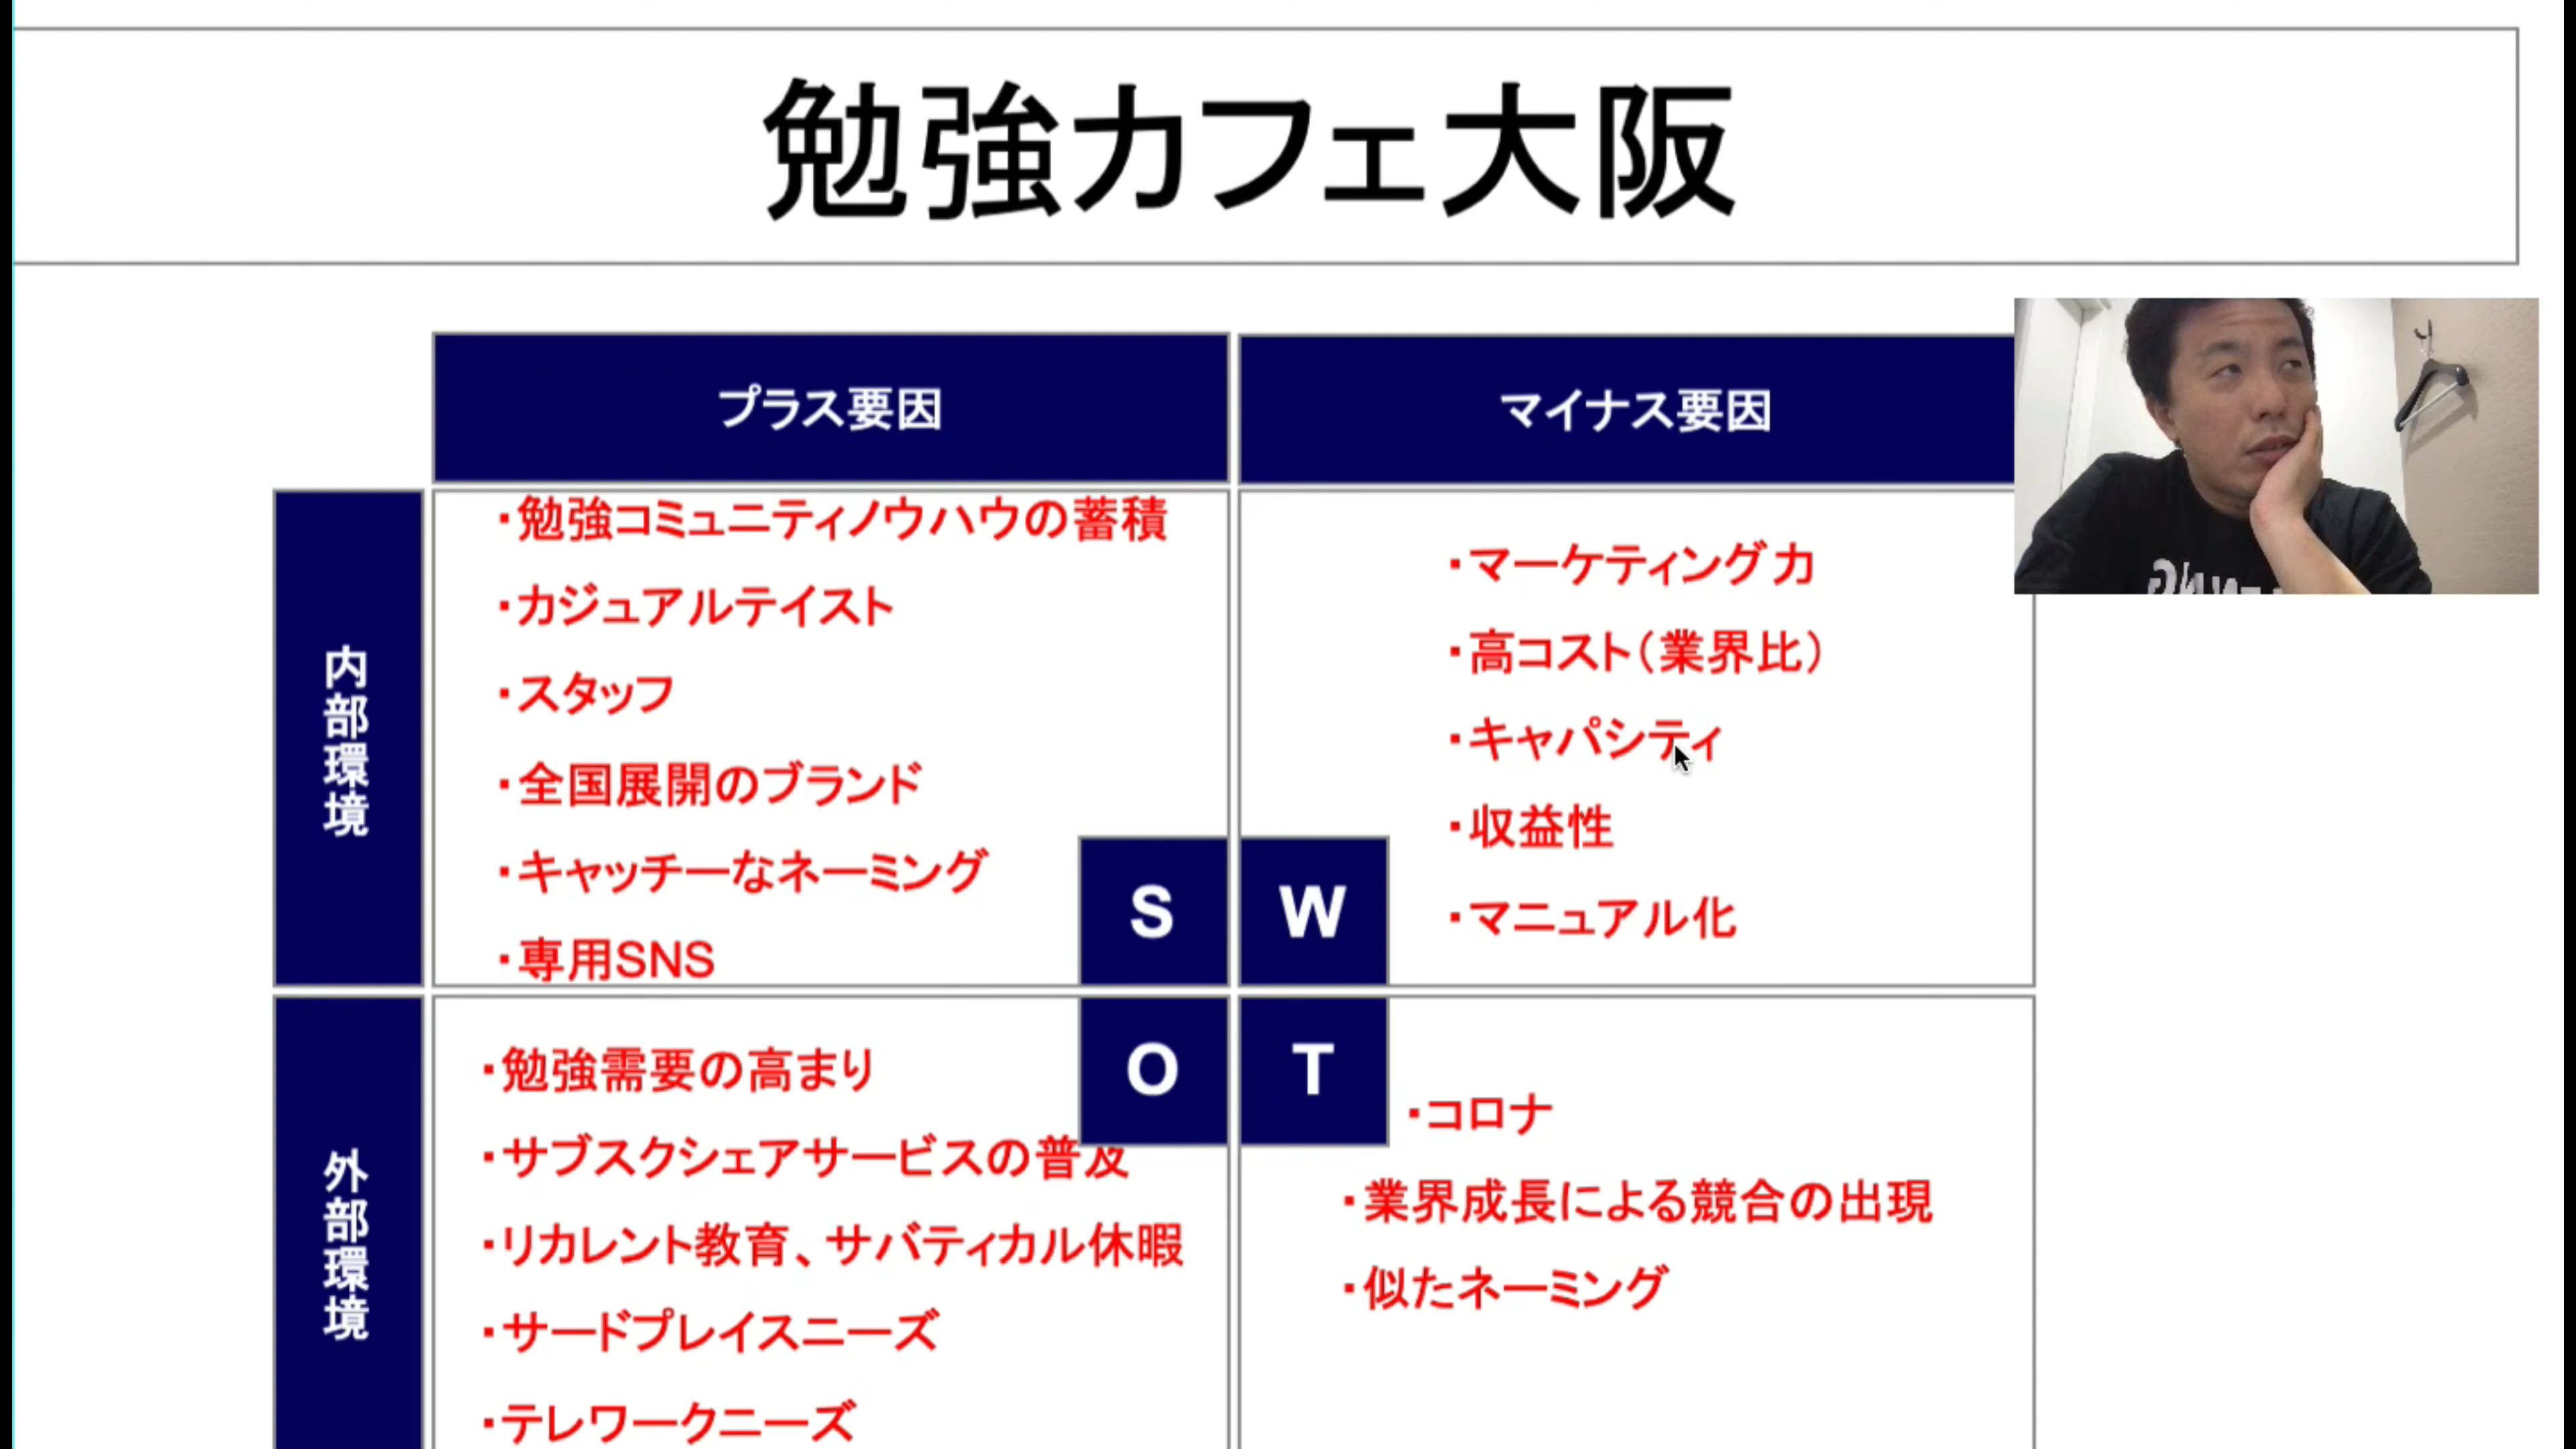 勉強カフェ大阪
プラス要因
マイナス要因
内部環境
・勉強コミュニティノウハウの蓄積
・カジュアルテイスト
・スタッフ
・全国展開のブランド
・キャッチーなネーミング
・専用SNS
S
・マーケティング力
・高コスト（業界比）
・キャパシティ
・収益性
・マニュアル化
W
外部環境
・勉強需要の高まり
・サブスクシェアサービスの普及
・リカレント教育、サバティカル休暇
・サードプレイスニーズ
・テレワークニーズ
O
T
・コロナ
・業界成長による競合の出現
・似たネーミング